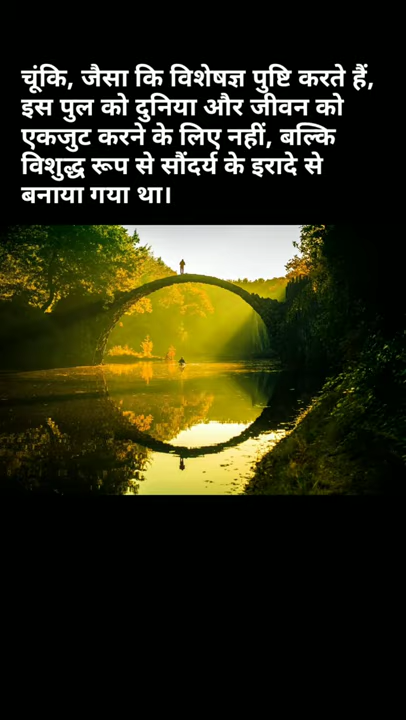 चूंकि, जैसा कि विशेषज्ञ पुष्टि करते हैं,
इस पुल को दुनिया और जीवन को
एकजुट करने के लिए नहीं, बल्कि
विशुद्ध रूप से सौंदर्य के इरादे से
बनाया गया था।